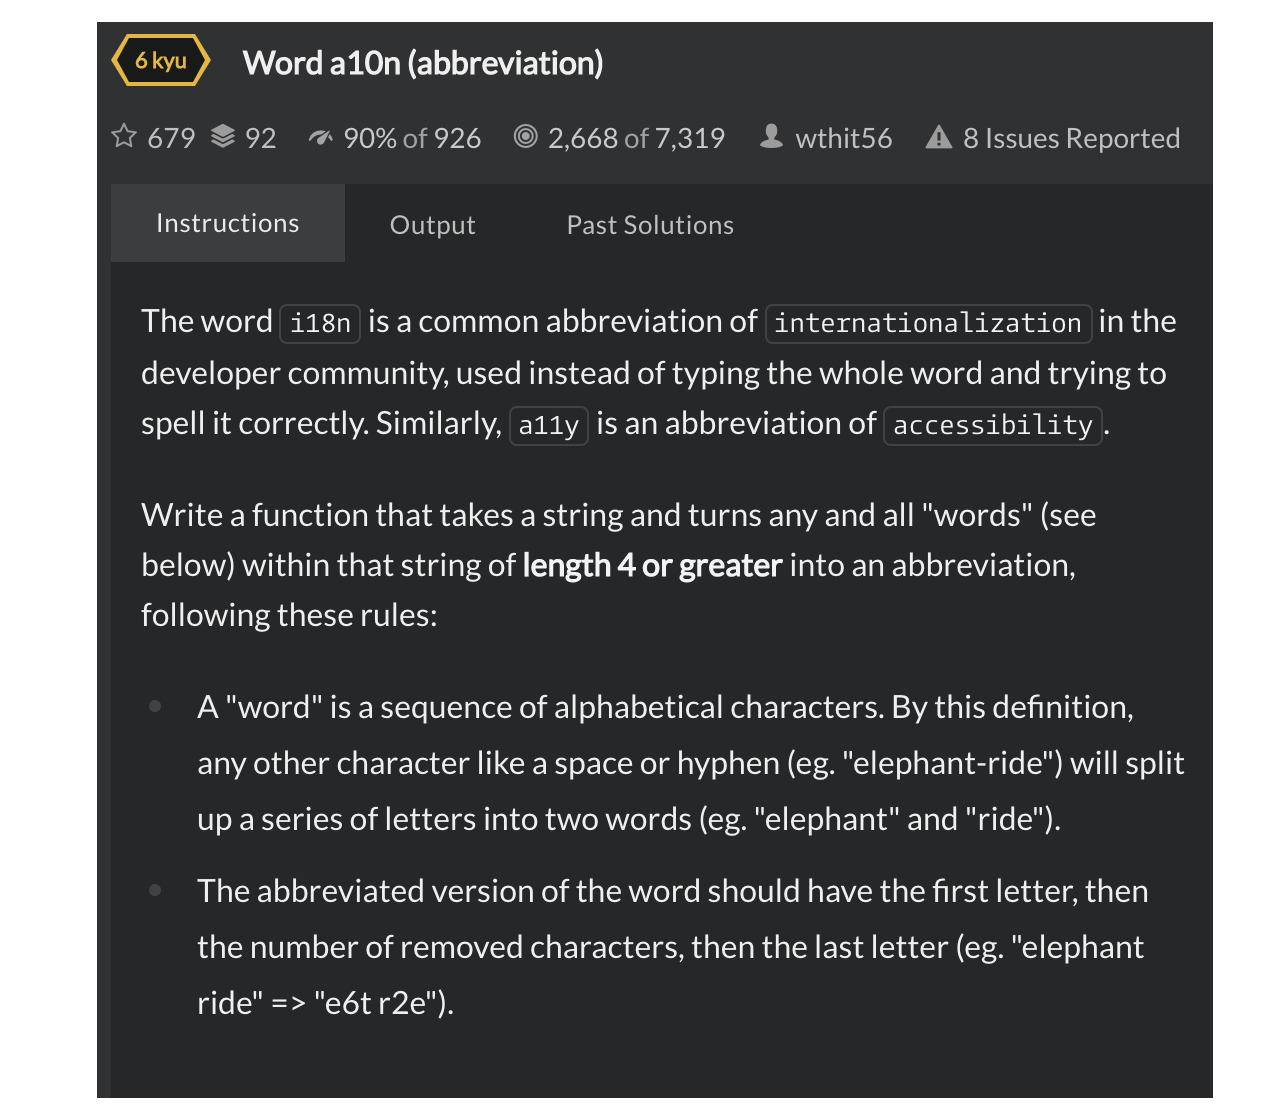 6 kyu Word a10n (abbreviation)
679 92 90% of 926 2,668 of 7,319 wthit56 8 Issues Reported
Instructions Output Past Solutions
The word i18n is a common abbreviation of internationalization in the
developer community, used instead of typing the whole word and trying to
spell it correctly. Similarly, a11y is an abbreviation of accessibility.
Write a function that takes a string and turns any and all "words" (see
below) within that string of length 4 or greater into an abbreviation,
following these rules:
A "word" is a sequence of alphabetical characters. By this definition,
any other character like a space or hyphen (eg. "elephant-ride") will split
up a series of letters into two words (eg. "elephant" and "ride").
The abbreviated version of the word should have the first letter, then
the number of removed characters, then the last letter (eg. "elephant
ride" => "e6t r2e").